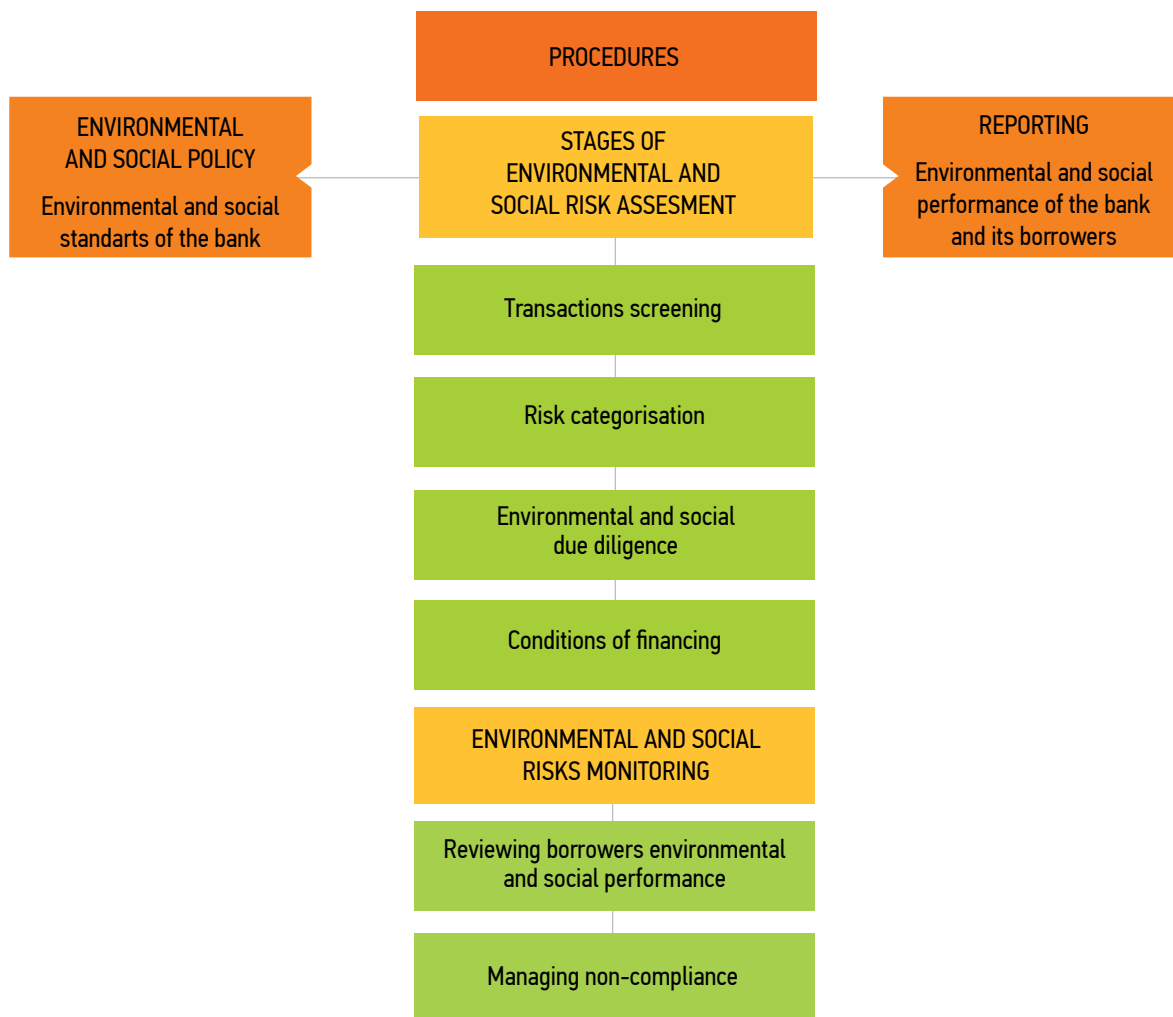 PROCEDURES
ENVIRONMENTAL
AND SOCIAL POLICY
Environmental and social
standarts of the bank
STAGES OF
ENVIRONMENTAL AND
SOCIAL RISK ASSESMENT
REPORTING
Environmental and social
performance of the bank
and its borrowers
Transactions screening
Risk categorisation
Environmental and social
due diligence
Conditions of financing
ENVIRONMENTAL AND SOCIAL
RISKS MONITORING
Reviewing borrowers environmental
and social performance
Managing non-compliance